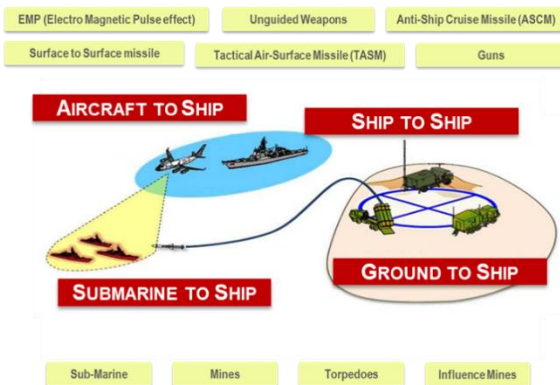 EMP (Electro Magnetic Pulse effect)
Unguided Weapons
Anti-Ship Cruise Missile (ASCM)
Surface to Surface missile
Tactical Air-Surface Missile (TASM)
Guns
AIRCRAFT TO SHIP
SHIP TO SHIP
GROUND TO SHIP
SUBMARINE TO SHIP
Sub-Marine
Mines
Torpedoes
Influence Mines